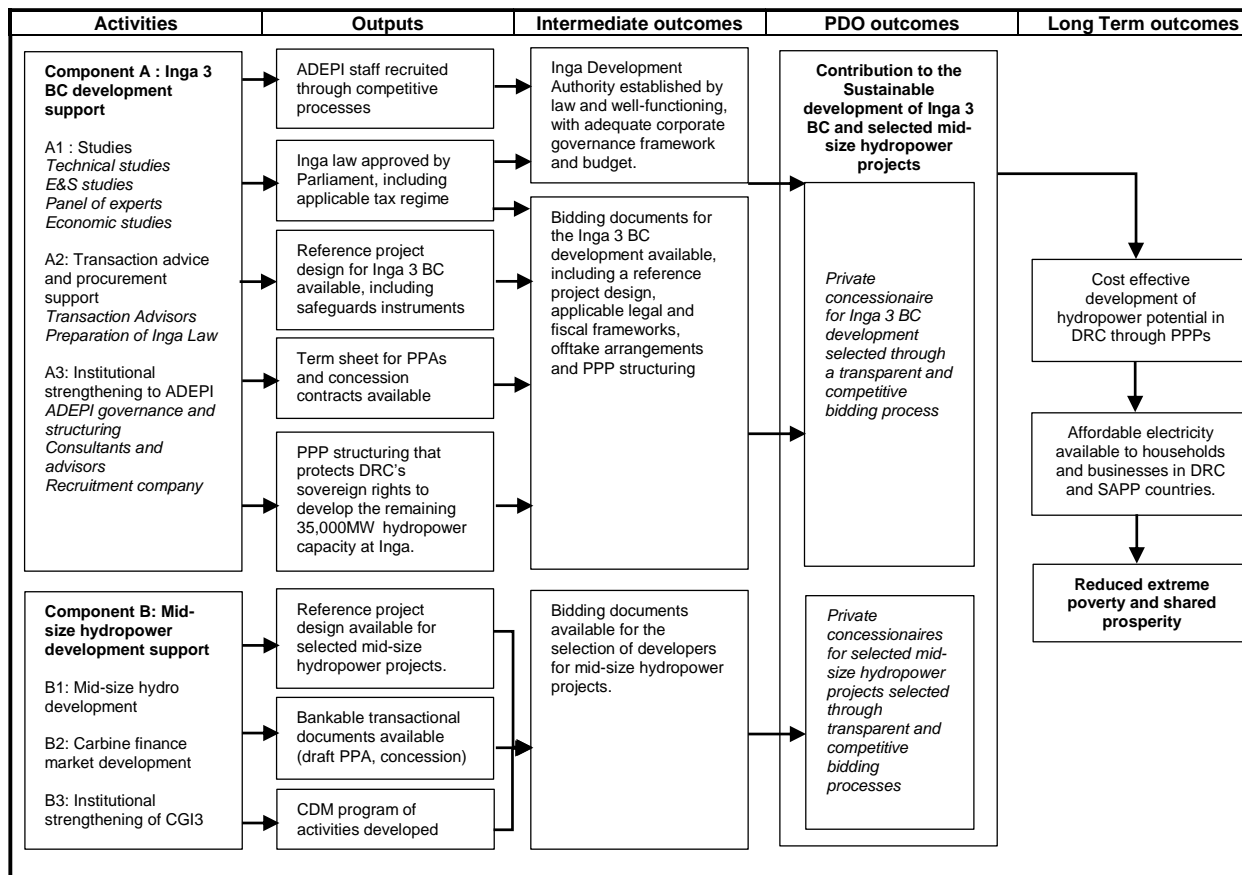 Activities
Outputs
Intermediate outcomes
PDO outcomes
Long Term outcomes
Component A : Inga 3
BC development
support
A1 : Studies
Technical studies
E&S studies
Panel of experts
Economic studies
A2: Transaction advice
and procurement
support
Transaction Advisors
Preparation of Inga Law
A3: Institutional
strengthening to ADEPI
ADEPI governance and
structuring
Consultants and
advisors
Recruitment company
ADEPI staff recruited
through competitive
processes
Inga law approved by
Parliament, including
applicable tax regime
Reference project
design for Inga 3 BC
available, including
safeguards instruments
Term sheet for PPAs
and concession
contracts available
PPP structuring that
protects DRC's
sovereign rights to
develop the remaining
35,000MW hydropower
capacity at Inga.
Inga Development
Authority established by
law and well-functioning,
with adequate corporate
governance framework
and budget.
Bidding documents for
the Inga 3 BC
development available,
including a reference
project design,
applicable legal and
fiscal frameworks,
offtake arrangements
and PPP structuring
Contribution to the
Sustainable
development of Inga 3
BC and selected mid-
size hydropower
projects
Private
concessionaire
for Inga 3 BC
development
selected through
a transparent and
competitive
bidding process
Cost effective
development of
hydropower potential in
DRC through PPPs
Affordable electricity
available to households
and businesses in DRC
and SAPP countries.
Reduced extreme
poverty and shared
prosperity
Component B: Mid-
size hydropower
development support
B1: Mid-size hydro
development
B2: Carbine finance
market development
B3: Institutional
strengthening of CGI3
Reference project
design available for
selected mid-size
hydropower projects.
Bankable transactional
documents available
(draft PPA, concession)
CDM program of
activities developed
Bidding documents
available for the
selection of developers
for mid-size hydropower
projects.
Private
concessionaires
for selected mid-
size hydropower
projects selected
through
transparent and
competitive
bidding
processes